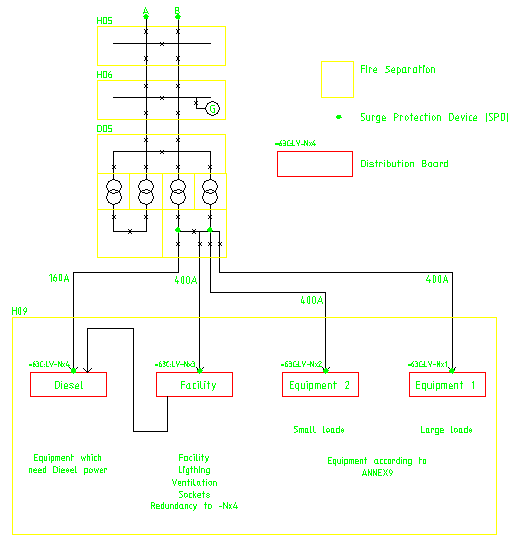 A B
H05
H06
G
D05
Fire Separation
Surge Protection Device (SPD)
-63GLV-Nx4
Distribution Board
160A
400A
400A
400A
H09
-63GLV-Nx4
-63GLV-Nx3
-63GLV-Nx2
-63GLV-Nx1
Diesel
Facility
Equipment 2
Equipment 1
Small loads
Large loads
Equipment which
need Diesel power
Facility
Lighting
Ventilation
Sockets
Redundancy to -Nx4
Equipment according to
ANNEX9